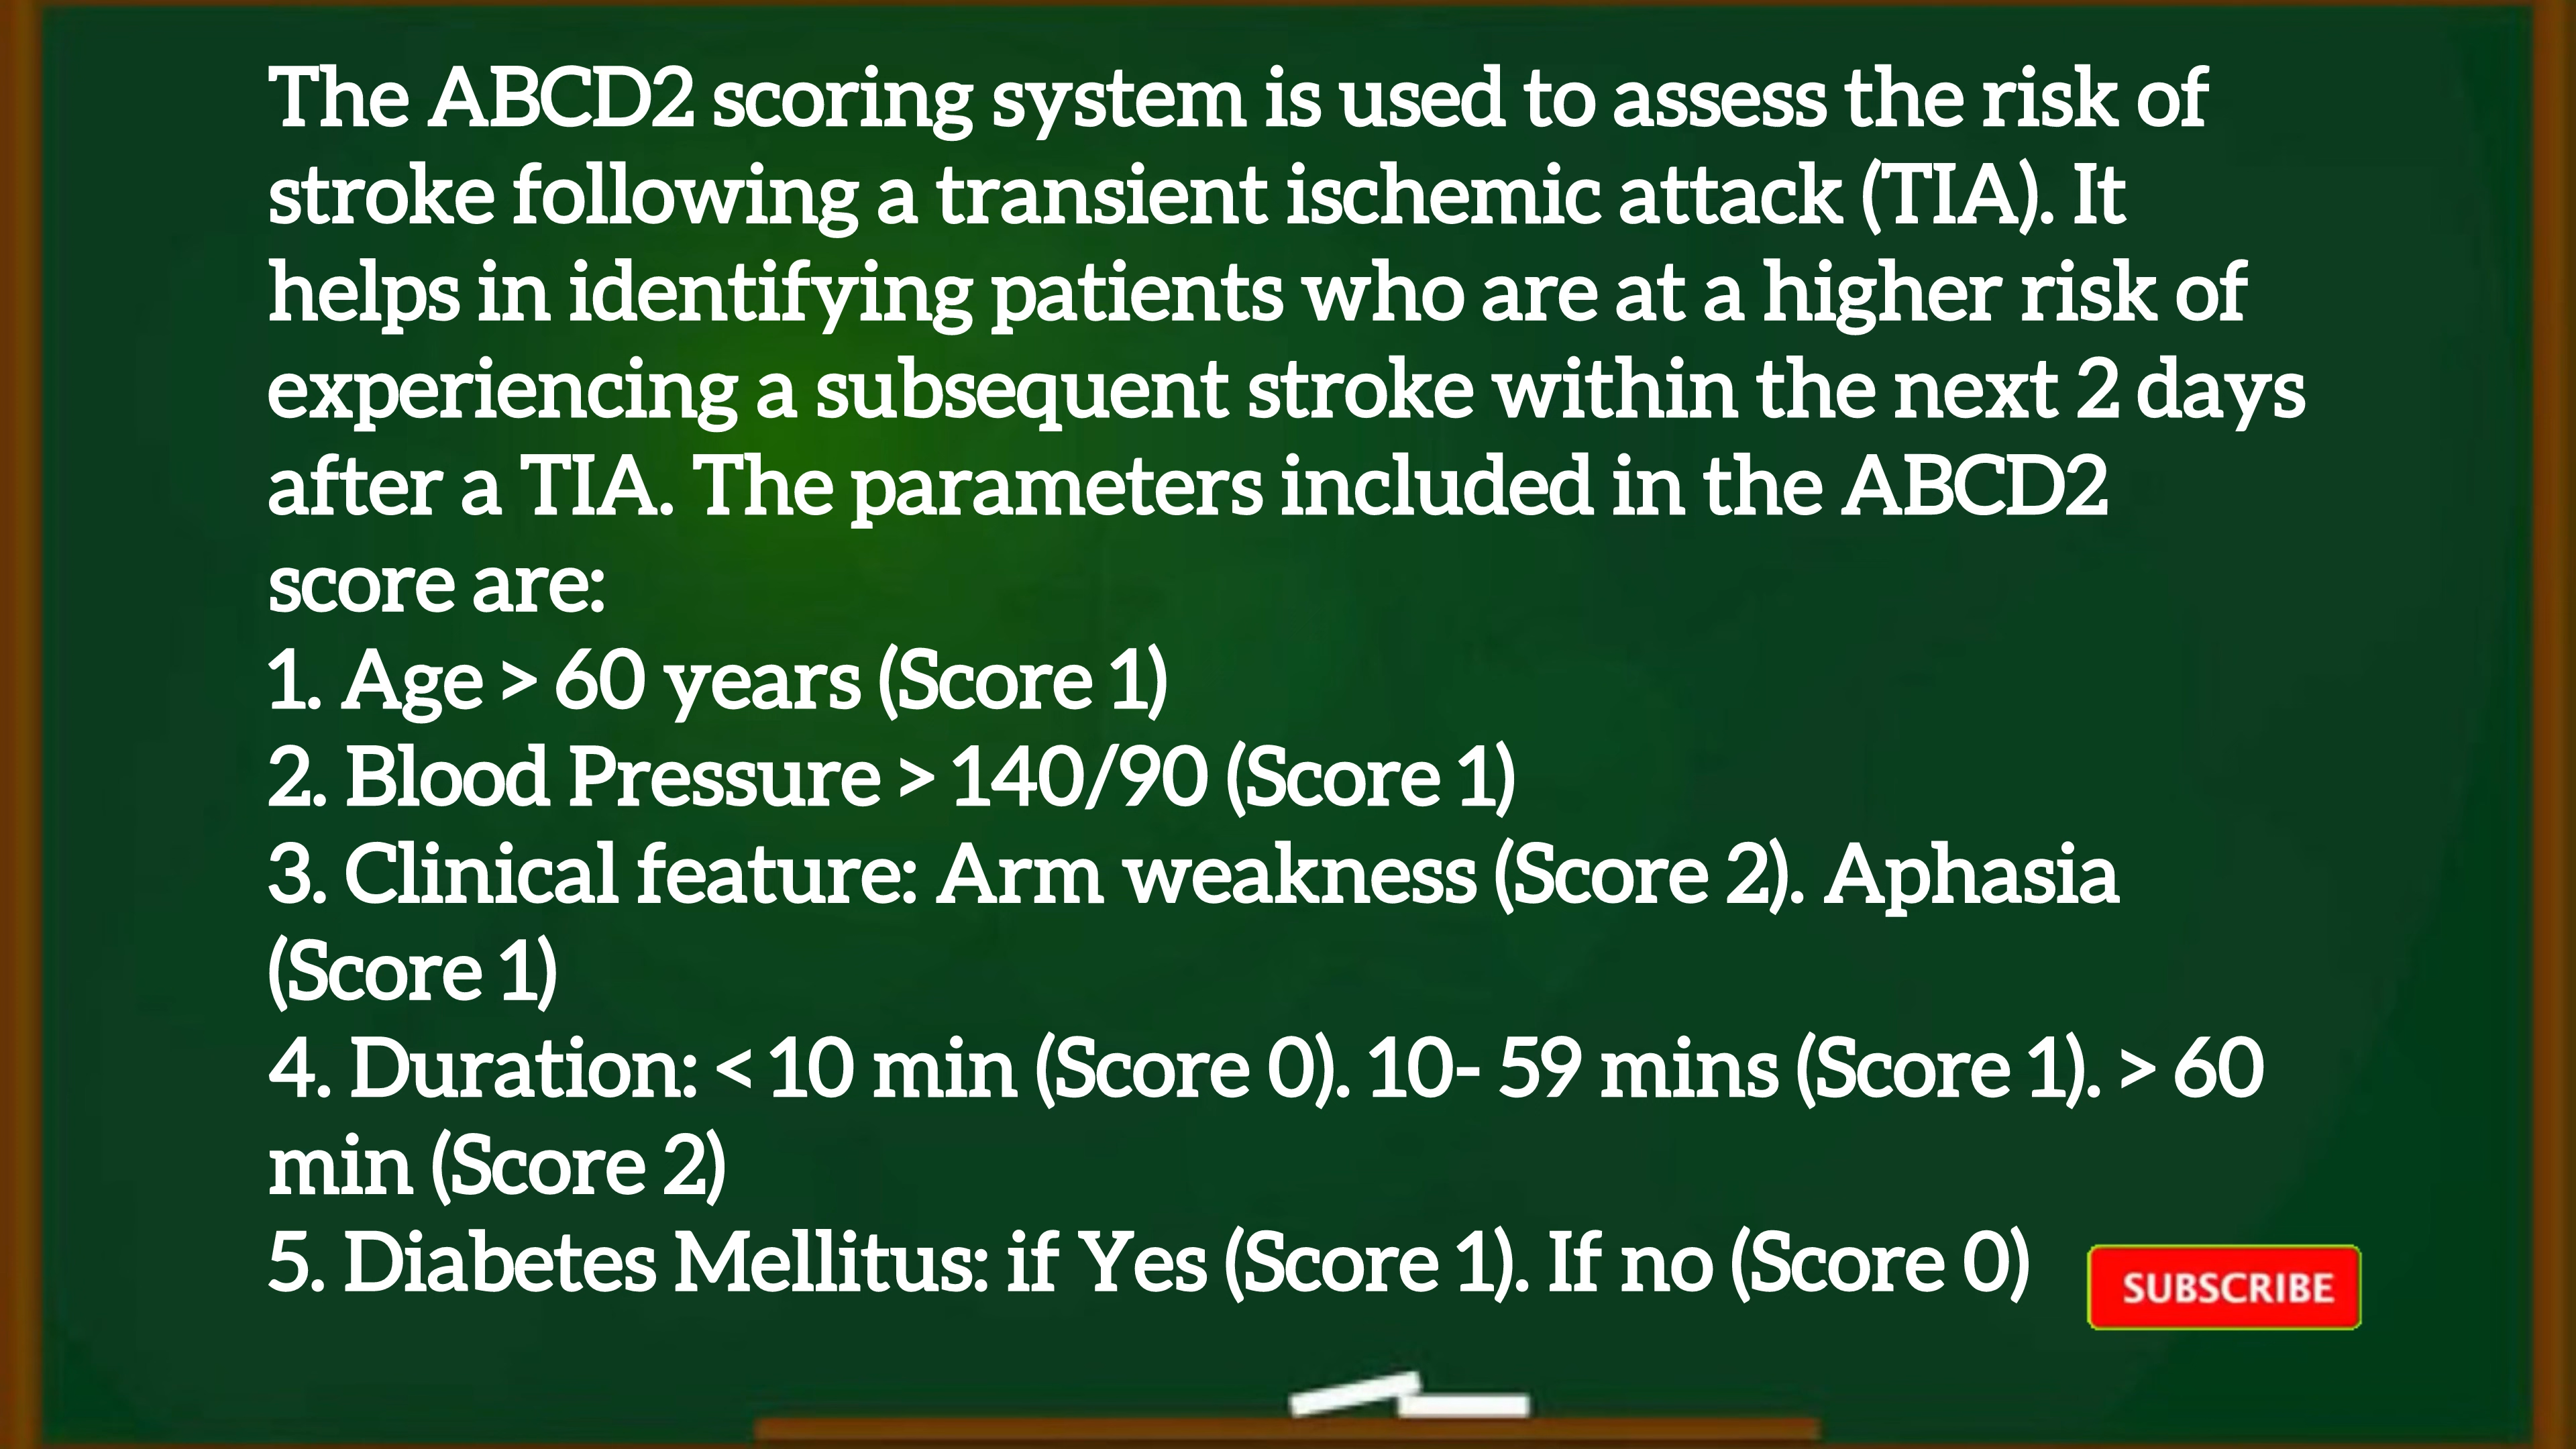 The ABCD2 scoring system is used to assess the risk of
stroke following a transient ischemic attack (TIA). It
helps in identifying patients who are at a higher risk of
experiencing a subsequent stroke within the next 2 days
after a TIA. The parameters included in the ABCD2
score are:
1. Age > 60 years (Score 1)
2. Blood Pressure > 140/90 (Score 1)
3. Clinical feature: Arm weakness (Score 2). Aphasia
(Score 1)
4. Duration: < 10 min (Score 0). 10- 59 mins (Score 1). > 60
min (Score 2)
5. Diabetes Mellitus: if Yes (Score 1). If no (Score 0)
SUBSCRIBE